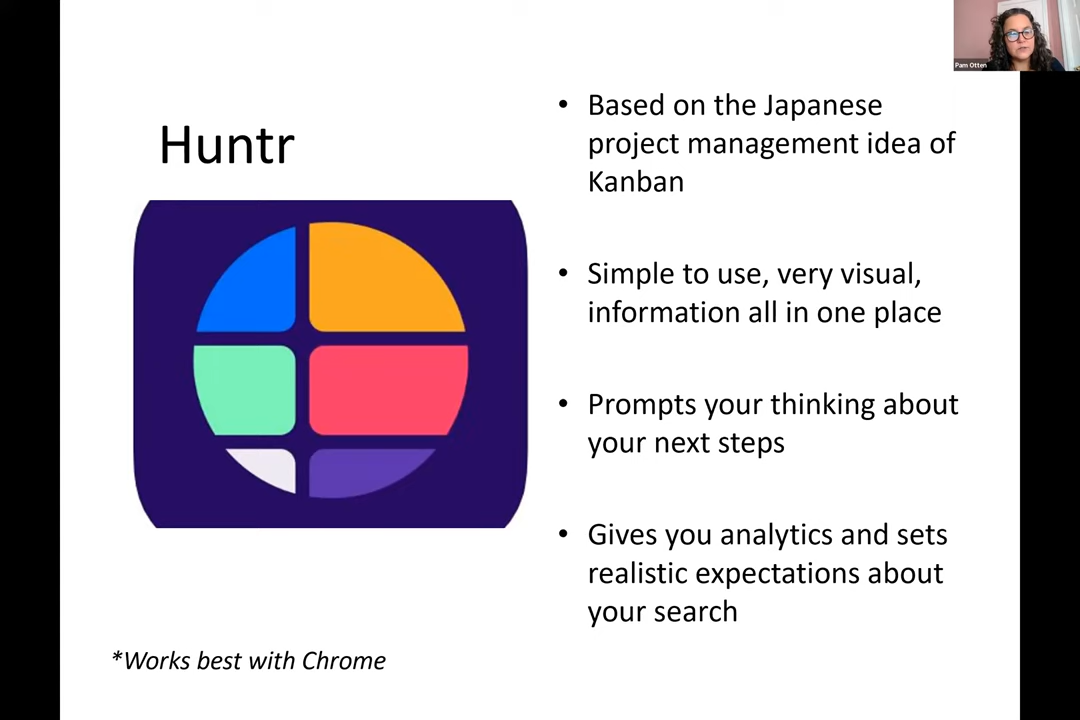 Pam Otten
Huntr
• Based on the Japanese
project management idea of
Kanban
• Simple to use, very visual,
information all in one place
• Prompts your thinking about
your next steps
• Gives you analytics and sets
realistic expectations about
your search
*Works best with Chrome